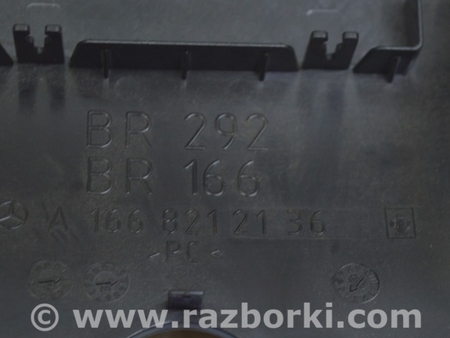 BR 292
BR 166
A 166 821 21 36
-PC-
© www.razborki.com